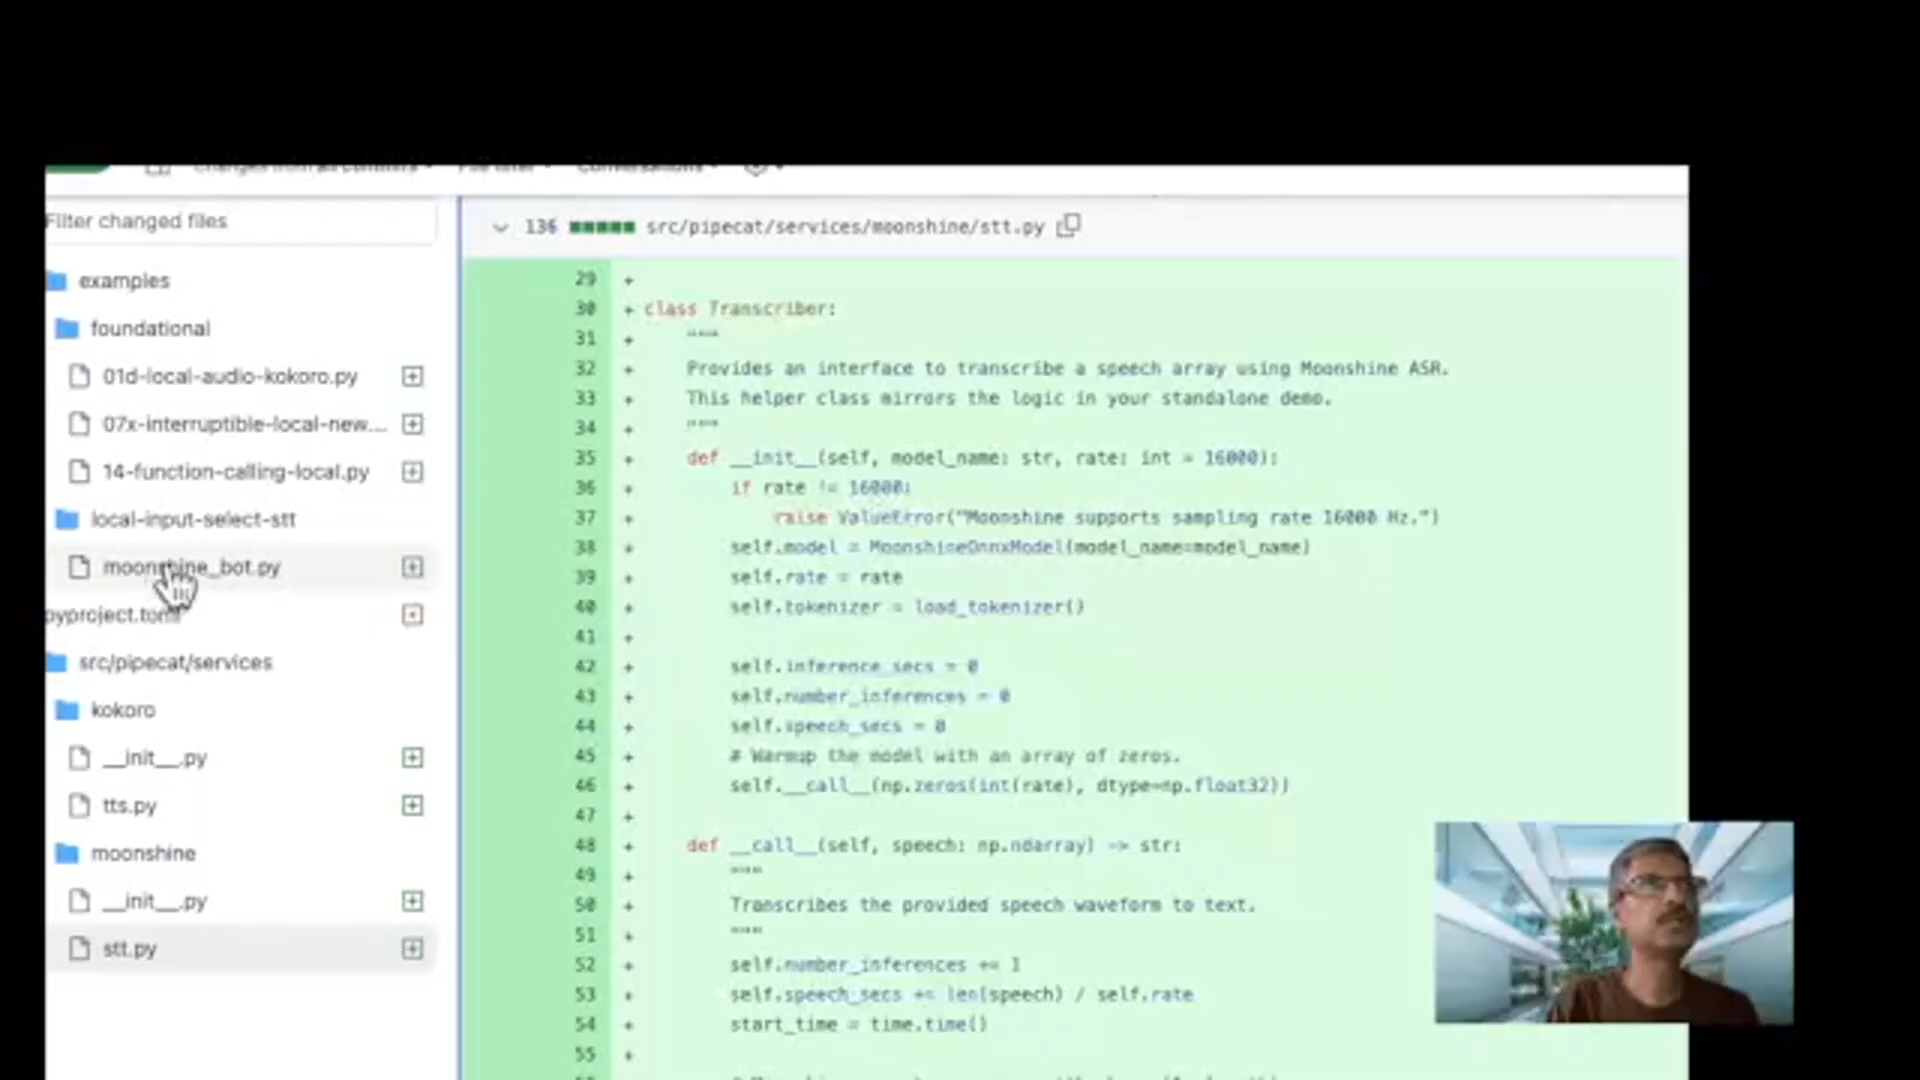 Changes from all commits
File filter
Conversations
Filter changed files
examples
foundational
01d-local-audio-kokoro.py
07x-interruptible-local-new...
14-function-calling-local.py
local-input-select-stt
moonshine_bot.py
pyproject.toml
src/pipecat/services
kokoro
__init__.py
tts.py
moonshine
__init__.py
stt.py
136 src/pipecat/services/moonshine/stt.py
29 +
30 + class Transcriber:
31 + """
32 + Provides an interface to transcribe a speech array using Moonshine ASR.
33 + This helper class mirrors the logic in your standalone demo.
34 + """
35 + def __init__(self, model_name: str, rate: int = 16000):
36 + if rate != 16000:
37 + raise ValueError("Moonshine supports sampling rate 16000 Hz.")
38 + self.model = MoonshineOnnxModel(model_name=model_name)
39 + self.rate = rate
40 + self.tokenizer = load_tokenizer()
41 +
42 + self.inference_secs = 0
43 + self.number_inferences = 0
44 + self.speech_secs = 0
45 + # Warmup the model with an array of zeros.
46 + self.__call__(np.zeros(int(rate), dtype=np.float32))
47 +
48 + def __call__(self, speech: np.ndarray) -> str:
49 + """
50 + Transcribes the provided speech waveform to text.
51 + """
52 + self.number_inferences += 1
53 + self.speech_secs += len(speech) / self.rate
54 + start_time = time.time()
55 +